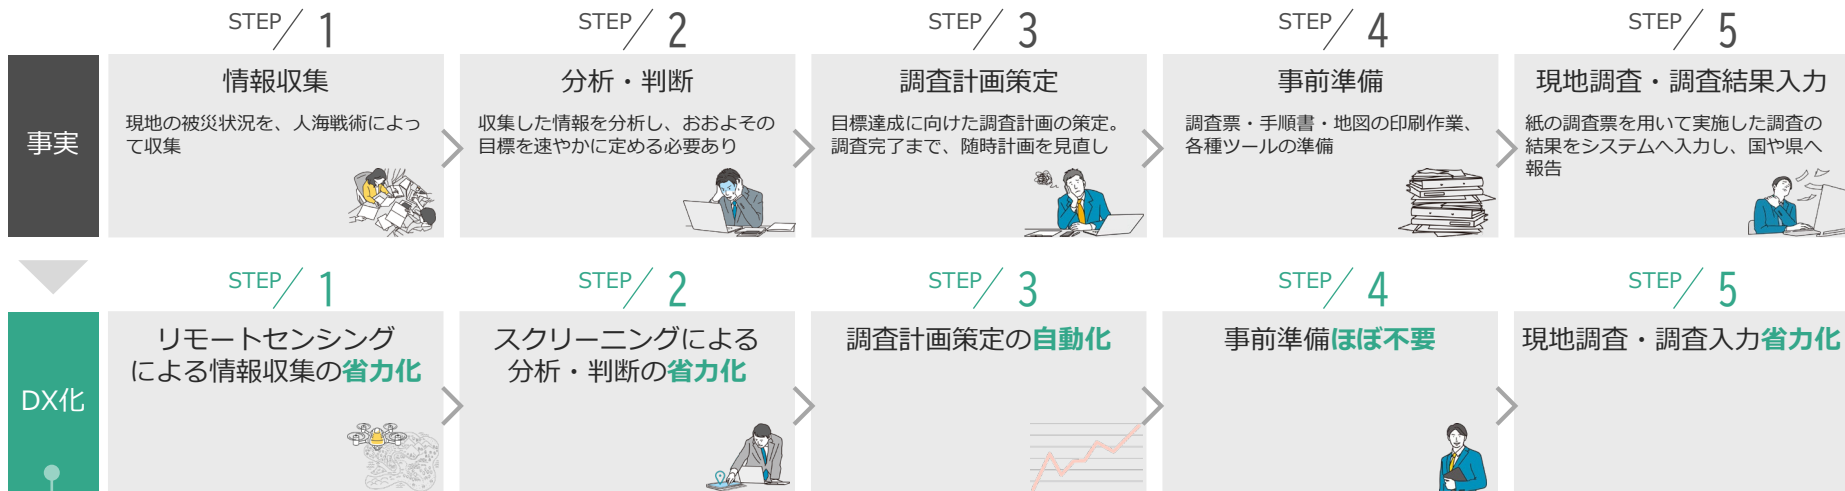 STEP/1
STEP/2
STEP/3
STEP/4
STEP/5
事実
情報収集
現地の被災状況を、人海戦術によっ
て収集
分析・判断
収集した情報を分析し、おおよその
目標を速やかに定める必要あり
調査計画策定
目標達成に向けた調査計画の策定。
調査完了まで、随時計画を見直し
事前準備
調査票・手順書・地図の印刷作業、
各種ツールの準備
現地調査・調査結果入力
紙の調査票を用いて実施した調査の
結果をシステムへ入力し、国や県へ
報告
STEP/1
STEP/2
STEP/3
STEP/4
STEP/5
DX化
リモートセンシング
による情報収集の省力化
スクリーニングによる
分析・判断の省力化
調査計画策定の自動化
事前準備ほぼ不要
現地調査・調査入力省力化